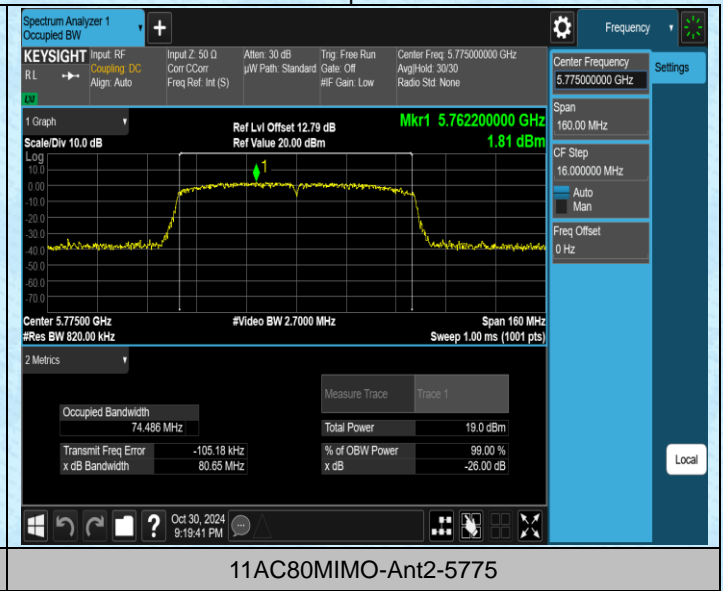 Spectrum Analyzer 1
Occupied BW
+
Frequency
KEYSIGHT
RL
LNI
Input: RF
Coupling: DC
Align: Auto
Input Z: 50 Ω
Corr CCorr
Freq Ref: Int (S)
Atten: 30 dB
µW Path: Standard
Trig: Free Run
Gate: Off
#IF Gain: Low
Center Freq: 5.775000000 GHz
Avg|Hold: 30/30
Radio Std: None
Center Frequency
5.775000000 GHz
Settings
Span
160.00 MHz
CF Step
16.000000 MHz
Auto
Man
Freq Offset
0 Hz
Local
1 Graph
Scale/Div 10.0 dB
Ref Lvl Offset 12.79 dB
Ref Value 20.00 dBm
Mkr1 5.762200000 GHz
1.81 dBm
Log
10.0
0.00
-10.0
-20.0
-30.0
-40.0
-50.0
-60.0
-70.0
1
Center 5.77500 GHz
#Res BW 820.00 kHz
#Video BW 2.7000 MHz
Span 160 MHz
Sweep 1.00 ms (1001 pts)
2 Metrics
Measure Trace Trace 1
Occupied Bandwidth
74.486 MHz
Total Power 19.0 dBm
Transmit Freq Error -105.18 kHz
% of OBW Power 99.00 %
x dB Bandwidth 80.65 MHz
x dB -26.00 dB
?
Oct 30, 2024
9:19:41 PM
11AC80MIMO-Ant2-5775